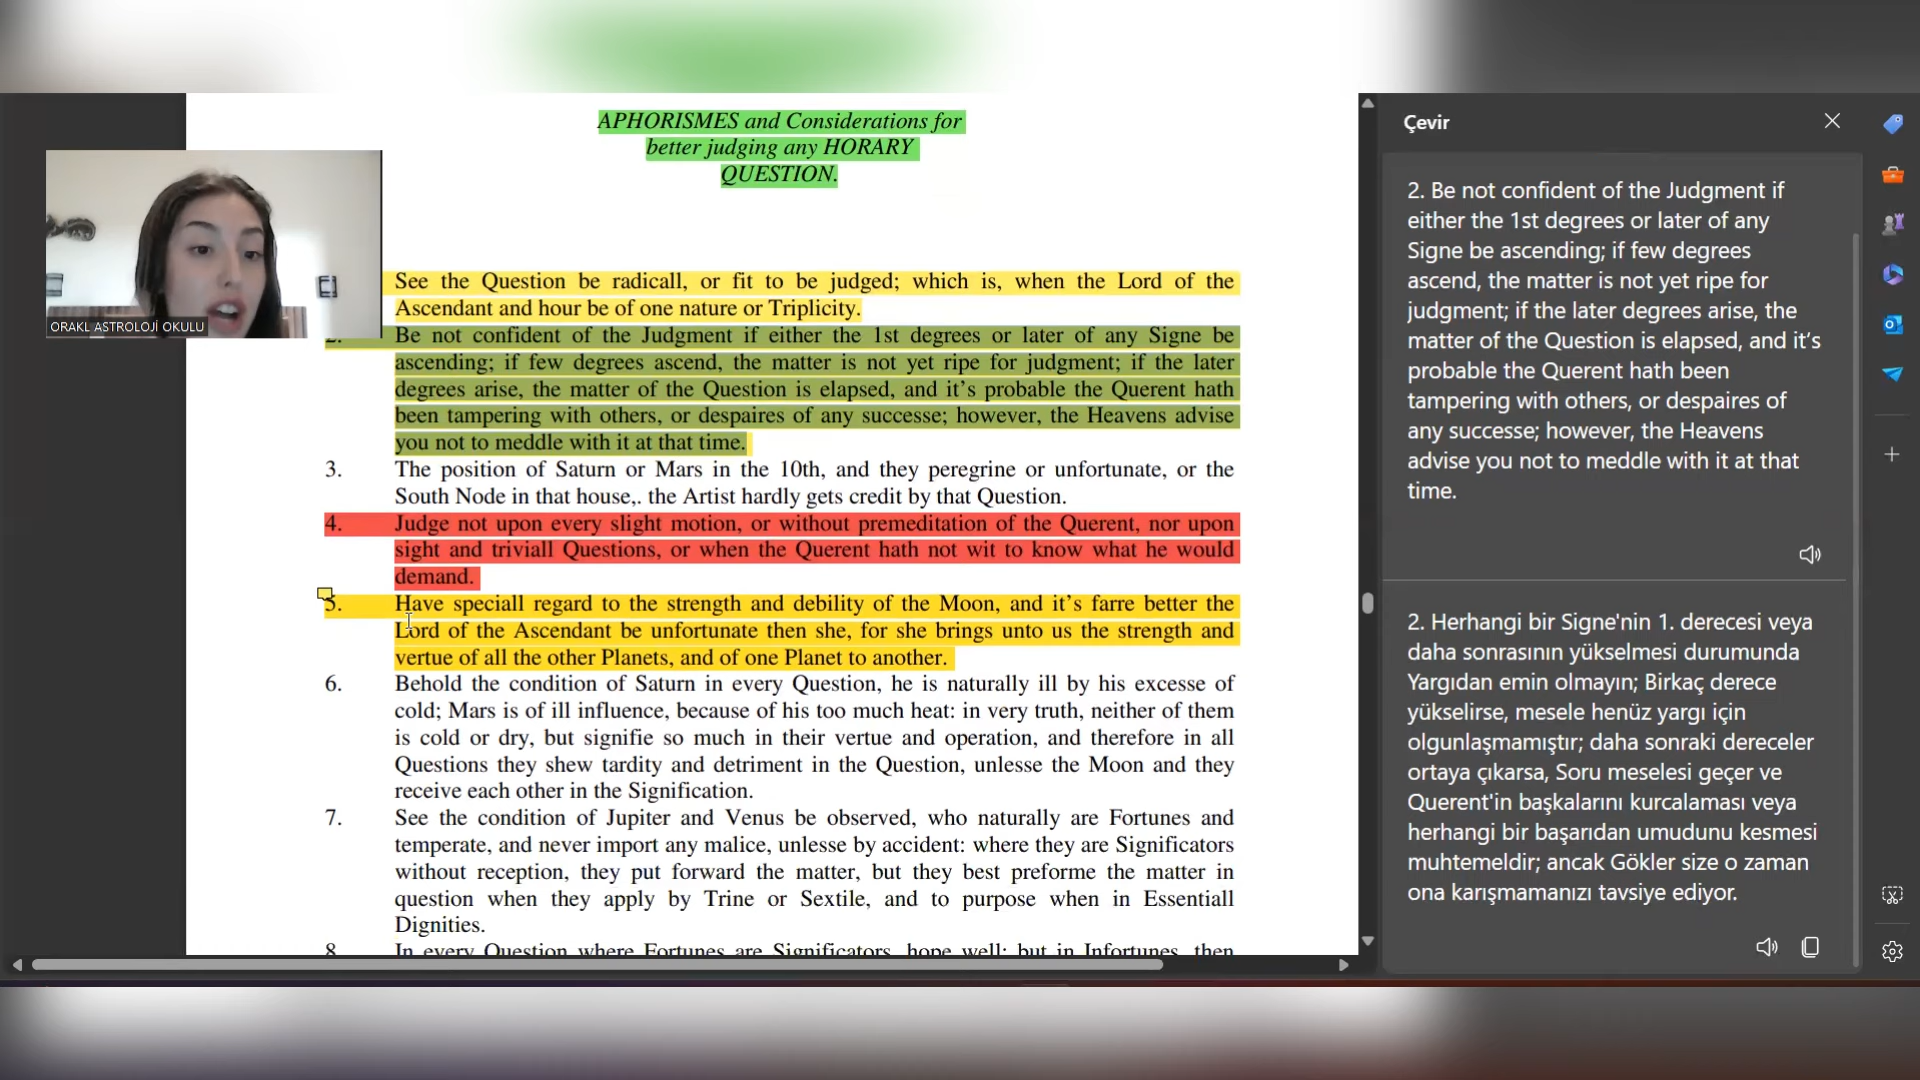 APHORISMES and Considerations for
better judging any HORARY
QUESTION.
ORAKL ASTROLOJİ OKULU
See the Question be radicall, or fit to be judged; which is, when the Lord of the
Ascendant and hour be of one nature or Triplicity.
2. Be not confident of the Judgment if either the 1st degrees or later of any Signe be
ascending; if few degrees ascend, the matter is not yet ripe for judgment; if the later
degrees arise, the matter of the Question is elapsed, and it’s probable the Querent hath
been tampering with others, or despaires of any successe; however, the Heavens advise
you not to meddle with it at that time.
3. The position of Saturn or Mars in the 10th, and they peregrine or unfortunate, or the
South Node in that house,. the Artist hardly gets credit by that Question.
4. Judge not upon every slight motion, or without premeditation of the Querent, nor upon
sight and triviall Questions, or when the Querent hath not wit to know what he would
demand.
5. Have speciall regard to the strength and debility of the Moon, and it’s farre better the
Lord of the Ascendant be unfortunate then she, for she brings unto us the strength and
vertue of all the other Planets, and of one Planet to another.
6. Behold the condition of Saturn in every Question, he is naturally ill by his excesse of
cold; Mars is of ill influence, because of his too much heat: in very truth, neither of them
is cold or dry, but signifie so much in their vertue and operation, and therefore in all
Questions they shew tardity and detriment in the Question, unlesse the Moon and they
receive each other in the Signification.
7. See the condition of Jupiter and Venus be observed, who naturally are Fortunes and
temperate, and never import any malice, unlesse by accident: where they are Significators
without reception, they put forward the matter, but they best preforme the matter in
question when they apply by Trine or Sextile, and to purpose when in Essentiall
Dignities.
8. In every Question where Fortunes are Significators, hope well; but in Infortunes, then
Çevir
2. Be not confident of the Judgment if
either the 1st degrees or later of any
Signe be ascending; if few degrees
ascend, the matter is not yet ripe for
judgment; if the later degrees arise, the
matter of the Question is elapsed, and it’s
probable the Querent hath been
tampering with others, or despaires of
any successe; however, the Heavens
advise you not to meddle with it at that
time.
2. Herhangi bir Signe'nin 1. derecesi veya
daha sonrasının yükselmesi durumunda
Yargıdan emin olmayın; Birkaç derece
yükselirse, mesele henüz yargı için
olgunlaşmamıştır; daha sonraki dereceler
ortaya çıkarsa, Soru meselesi geçer ve
Querent'in başkalarını kurcalaması veya
herhangi bir başarıdan umudunu kesmesi
muhtemeldir; ancak Gökler size o zaman
ona karışmamanızı tavsiye ediyor.